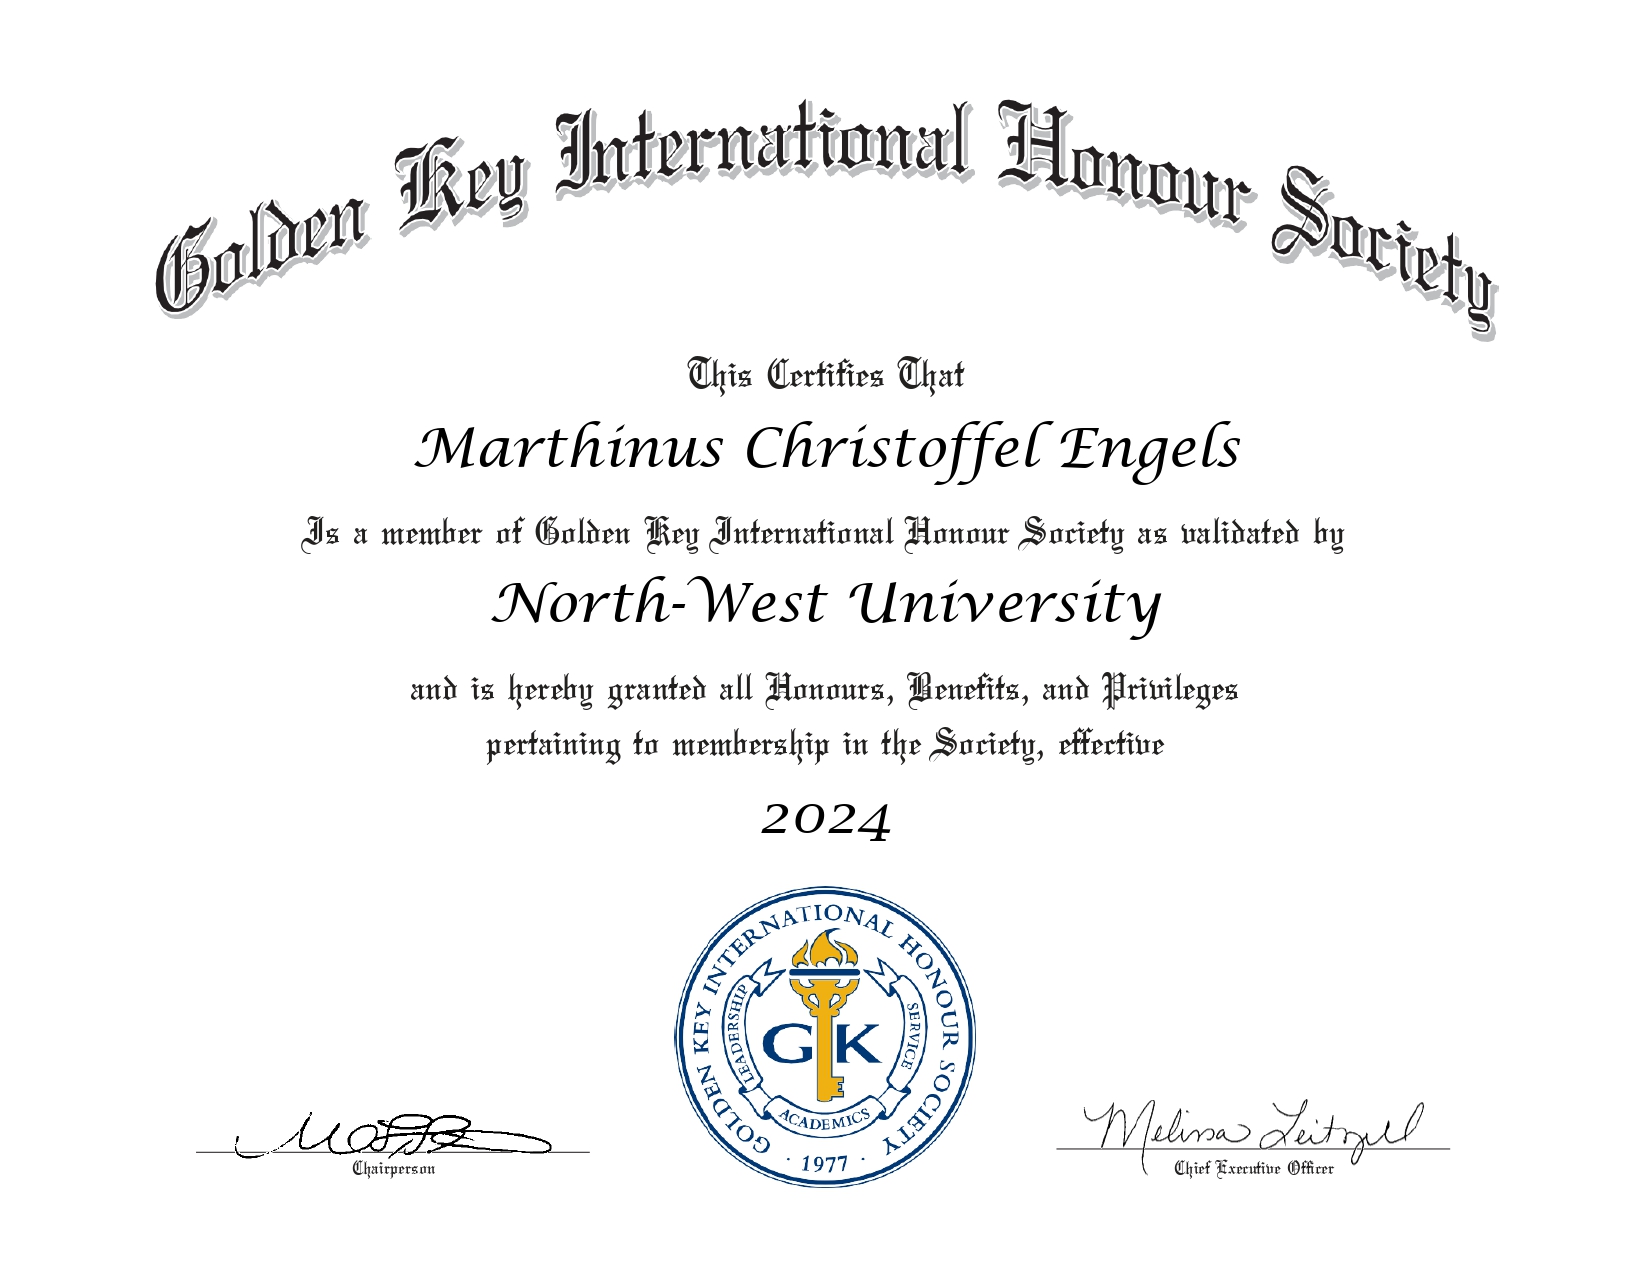 Golden Key International Honour Society
This Certifies That
Marthinus Christoffel Engels
Is a member of Golden Key International Honour Society as validated by
North-West University
and is hereby granted all Honours, Benefits, and Privileges
pertaining to membership in the Society, effective
2024
GOLDEN KEY INTERNATIONAL HONOUR SOCIETY
LEADERSHIP
SERVICE
GK
ACADEMICS
· 1977 ·
Chairperson
Melissa Leitzell
Chief Executive Officer